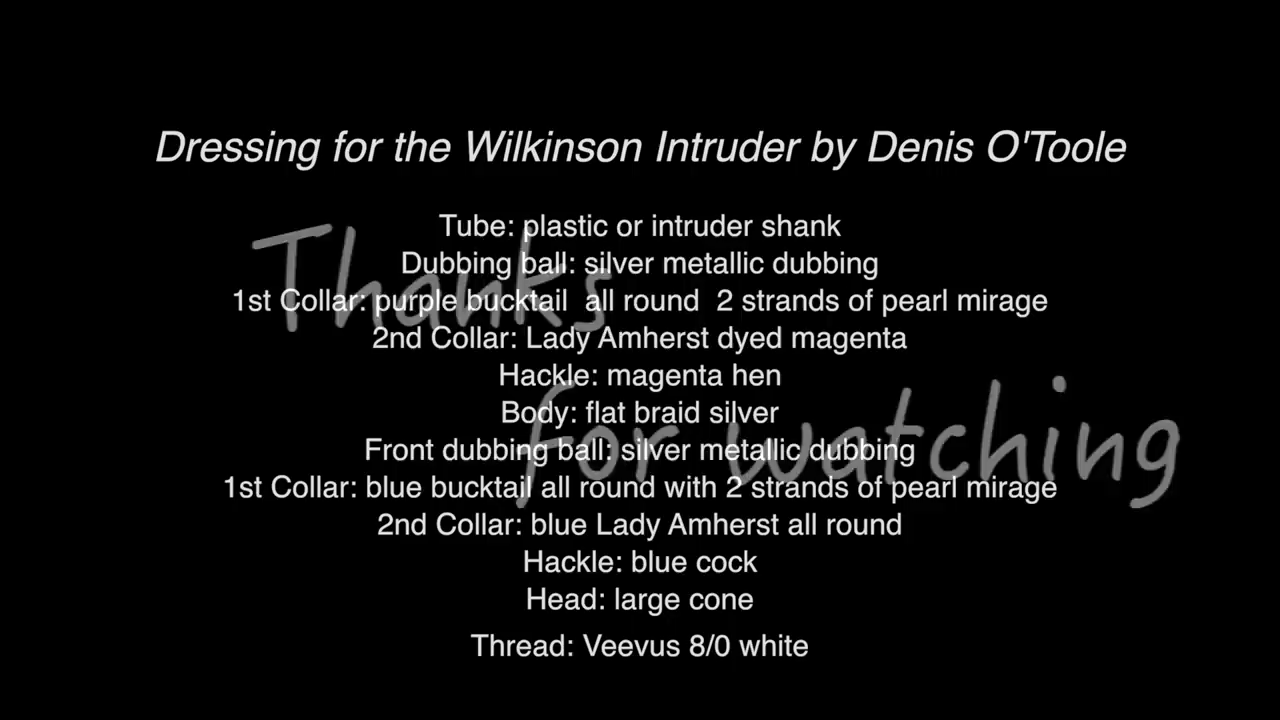 Dressing for the Wilkinson Intruder by Denis O'Toole
Tube: plastic or intruder shank
Dubbing ball: silver metallic dubbing
1st Collar: purple bucktail  all round  2 strands of pearl mirage
2nd Collar: Lady Amherst dyed magenta
Hackle: magenta hen
Body: flat braid silver
Front dubbing ball: silver metallic dubbing
1st Collar: blue bucktail all round with 2 strands of pearl mirage
2nd Collar: blue Lady Amherst all round
Hackle: blue cock
Head: large cone
Thread: Veevus 8/0 white
Thanks
for watching